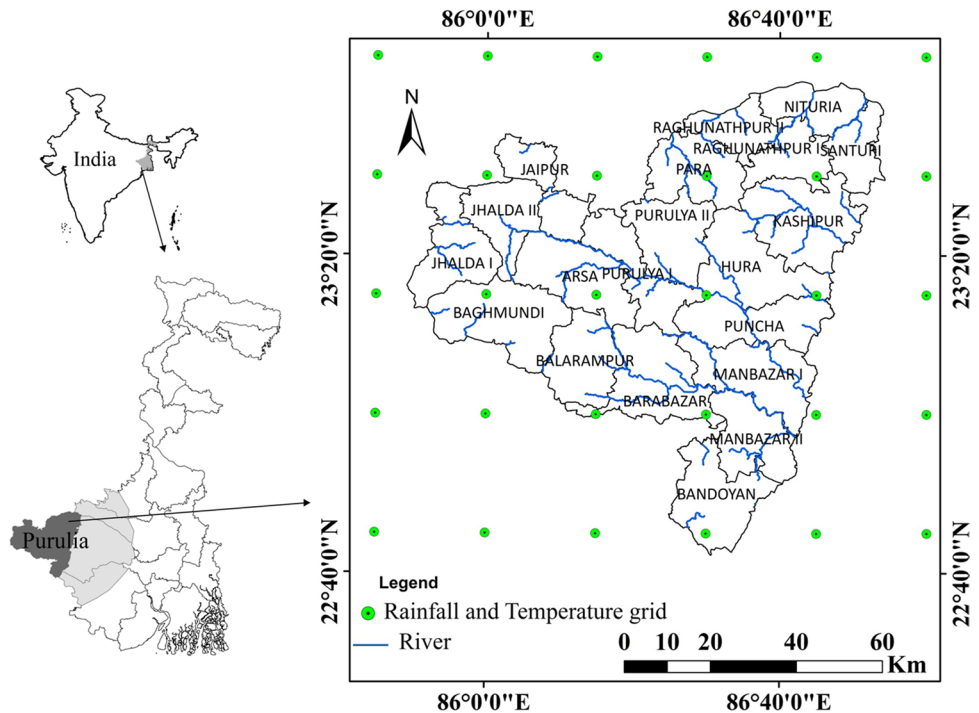 86°0'0"E
86°40'0"E
N
India
NITURIA
RAGHUNATHPUR II
RAGHUNATHPUR I
SANTURI
JAIPUR
PARA
JHALDA II
PURULYA II
KASHIPUR
23°20'0"N
23°20'0"N
JHALDA I
ARSA
PURULYA I
HURA
BAGHMUNDI
PUNCHA
BALARAMPUR
MANBAZAR I
BARABAZAR
MANBAZAR II
BANDOYAN
Purulia
22°40'0"N
22°40'0"N
Legend
Rainfall and Temperature grid
River
0 10 20 40 60
Km
86°0'0"E
86°40'0"E